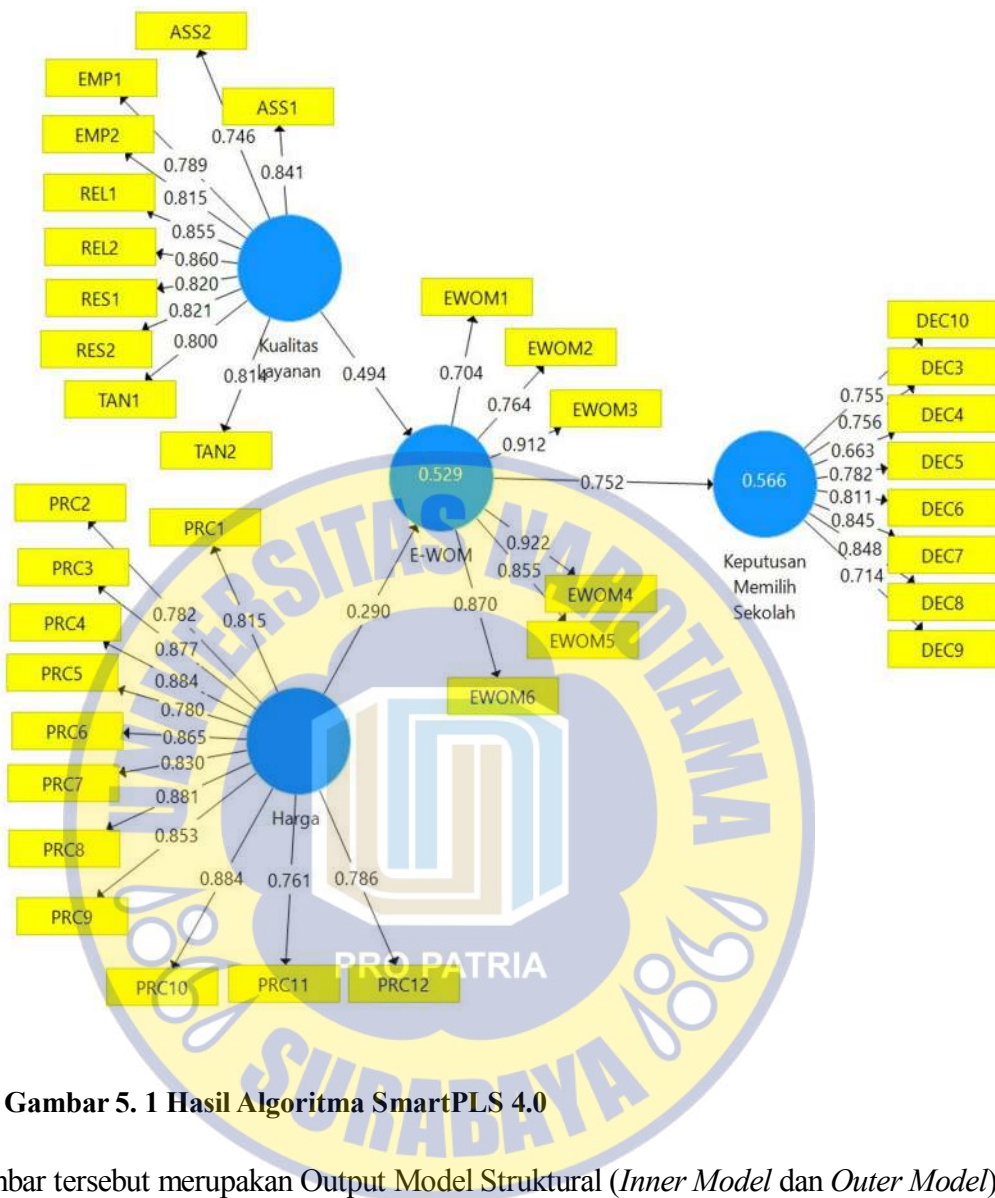 ASS2
EMP1
ASS1
EMP2
0.746
0.789
0.841
REL1
0.815
0.855
REL2
0.860
0.820
RES1
0.821
RES2
0.800
Kualitas
Layanan
0.814
0.494
TAN1
TAN2
EWOM1
EWOM2
0.704
0.764
EWOM3
0.912
0.529
E-WOM
0.752
0.922
0.855
0.870
EWOM4
EWOM5
EWOM6
DEC10
DEC3
0.755
0.756
DEC4
0.663
0.782
DEC5
0.566
0.811
DEC6
0.845
0.848
DEC7
0.714
DEC8
DEC9
Keputusan
Memilih
Sekolah
PRC2
PRC1
PRC3
0.782
0.815
0.290
PRC4
0.877
0.884
PRC5
0.780
PRC6
0.865
0.830
PRC7
0.881
Harga
0.853
PRC8
0.884
0.761
0.786
PRC9
PRC10
PRC11
PRC12
UNIVERSITAS NAROTAMA
PRO PATRIA
SURABAYA
Gambar 5. 1 Hasil Algoritma SmartPLS 4.0
mbar tersebut merupakan Output Model Struktural (Inner Model dan Outer Model)